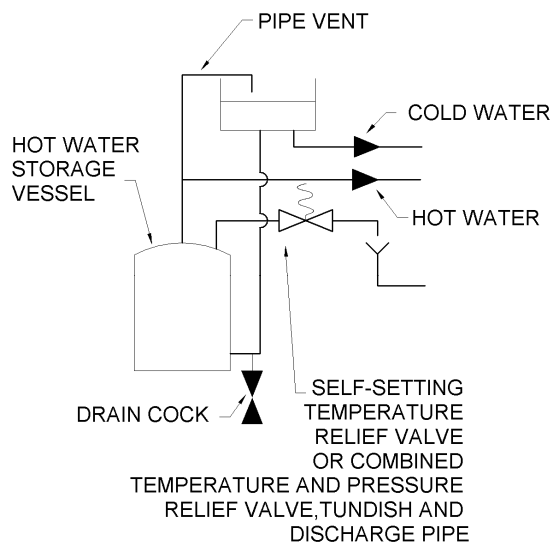 PIPE VENT
COLD WATER
HOT WATER
STORAGE
VESSEL
HOT WATER
DRAIN COCK
SELF-SETTING
TEMPERATURE
RELIEF VALVE
OR COMBINED
TEMPERATURE AND PRESSURE
RELIEF VALVE,TUNDISH AND
DISCHARGE PIPE